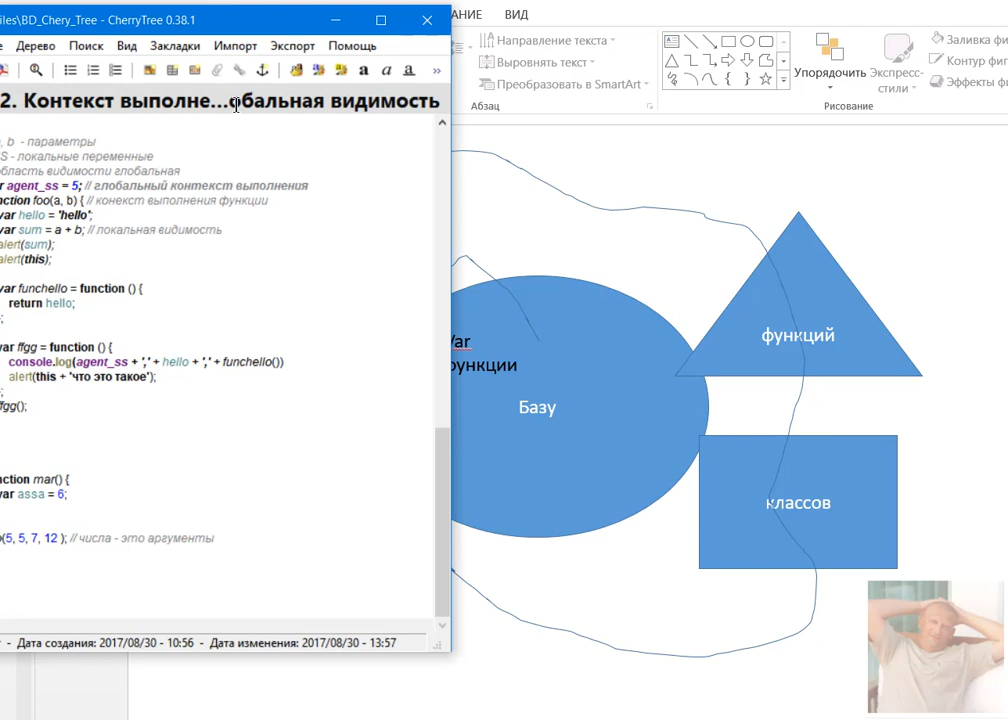 iles\BD_Chery_Tree - CherryTree 0.38.1
Дерево Поиск Вид Закладки Импорт Экспорт Помощь
a a a »
2. Контекст выполне...обальная видимость
, b - параметры
S - локальные переменные
область видимости глобальная
r agent_ss = 5; // глобальный контекст выполнения
nction foo(a, b) { // конекст выполнения функции
var hello = 'hello';
var sum = a + b; // локальная видимость
alert(sum);
alert(this);
var funchello = function () {
return hello;
;
var ffgg = function () {
console.log(agent_ss + ',' + hello + ',' + funchello())
alert(this + 'что это такое');
;
ffgg();
nction mar() {
var assa = 6;
(5, 5, 7, 12 ); // числа - это аргументы
- Дата создания: 2017/08/30 - 10:56 - Дата изменения: 2017/08/30 - 13:57
АНИЕ ВИД
Направление текста
Выровнять текст
Преобразовать в SmartArt
Абзац
Упорядочить
Экспресс-
стили
Заливка фи
Контур фиг
Эффекты фи
Рисование
Var
функции
Базу
функций
классов